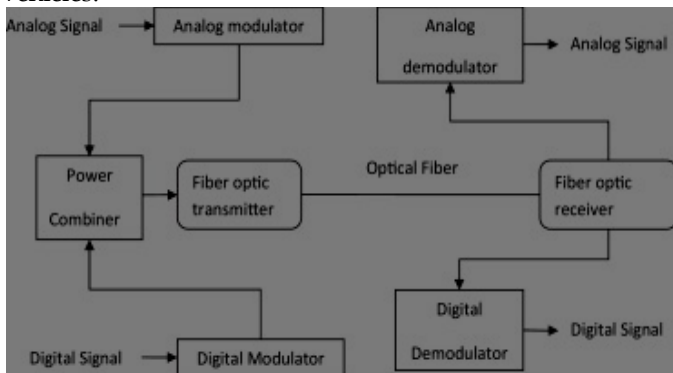 Analog Signal
Analog modulator
Analog
demodulator
Analog Signal
Power
Combiner
Fiber optic
transmitter
Optical Fiber
Fiber optic
receiver
Digital
Demodulator
Digital Signal
Digital Signal
Digital Modulator